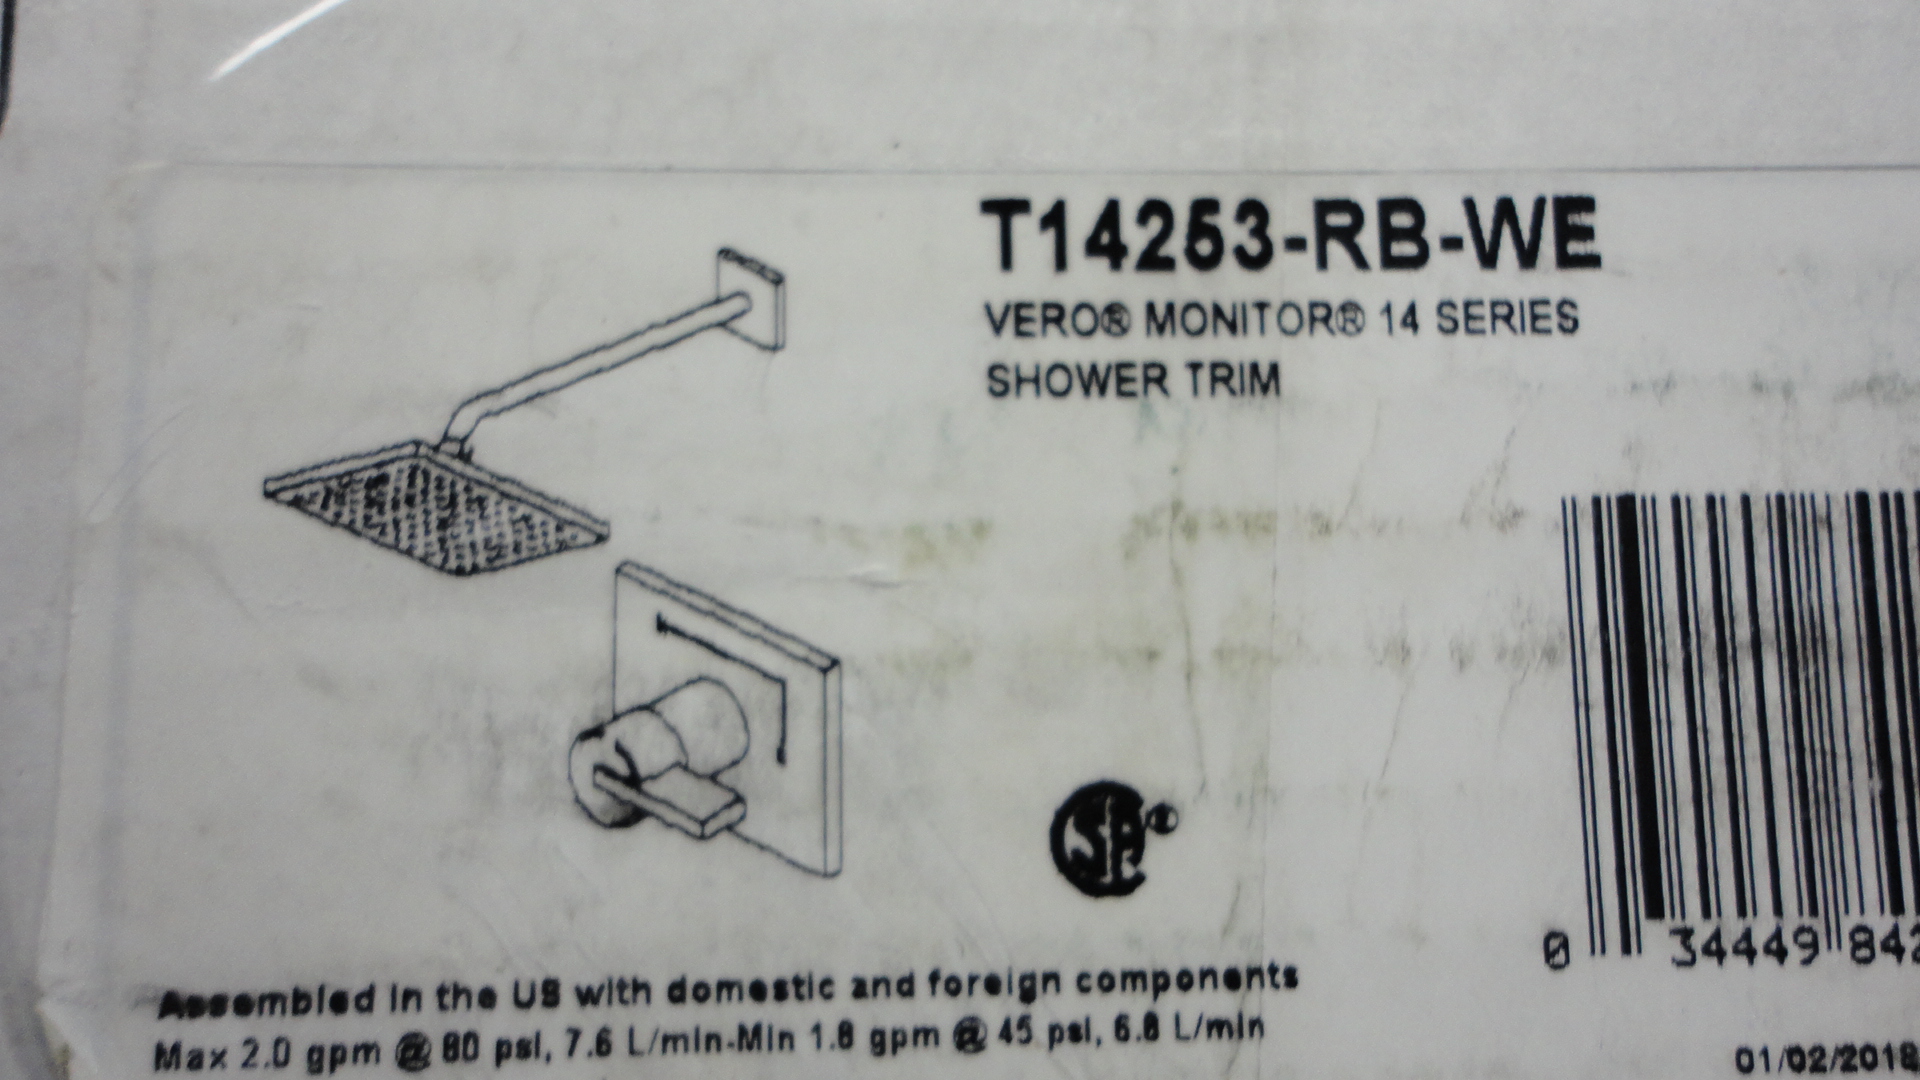 T14253-RB-WE
VERO® MONITOR® 14 SERIES
SHOWER TRIM
SA®
0 34449 842
Assembled in the US with domestic and foreign components
Max 2.0 gpm @ 80 psi, 7.6 L/min-Min 1.8 gpm @ 45 psi, 6.8 L/min
01/02/2018